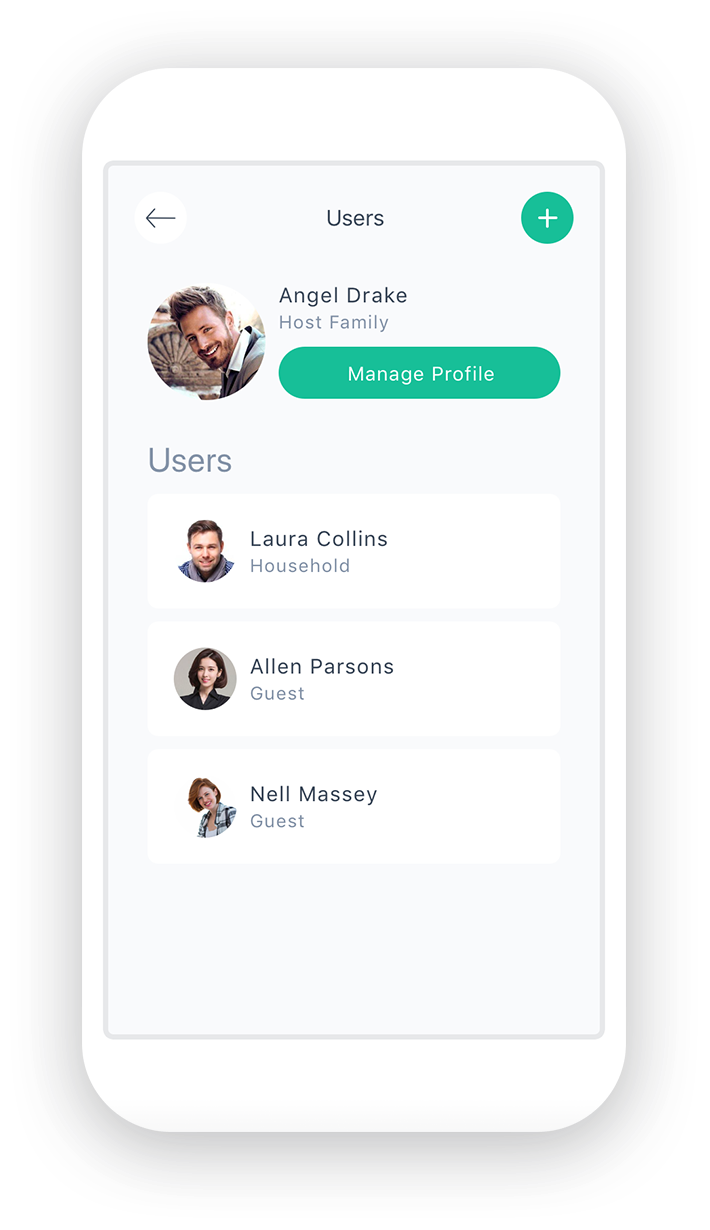 Users
Angel Drake
Host Family
Manage Profile
Users
Laura Collins
Household
Allen Parsons
Guest
Nell Massey
Guest